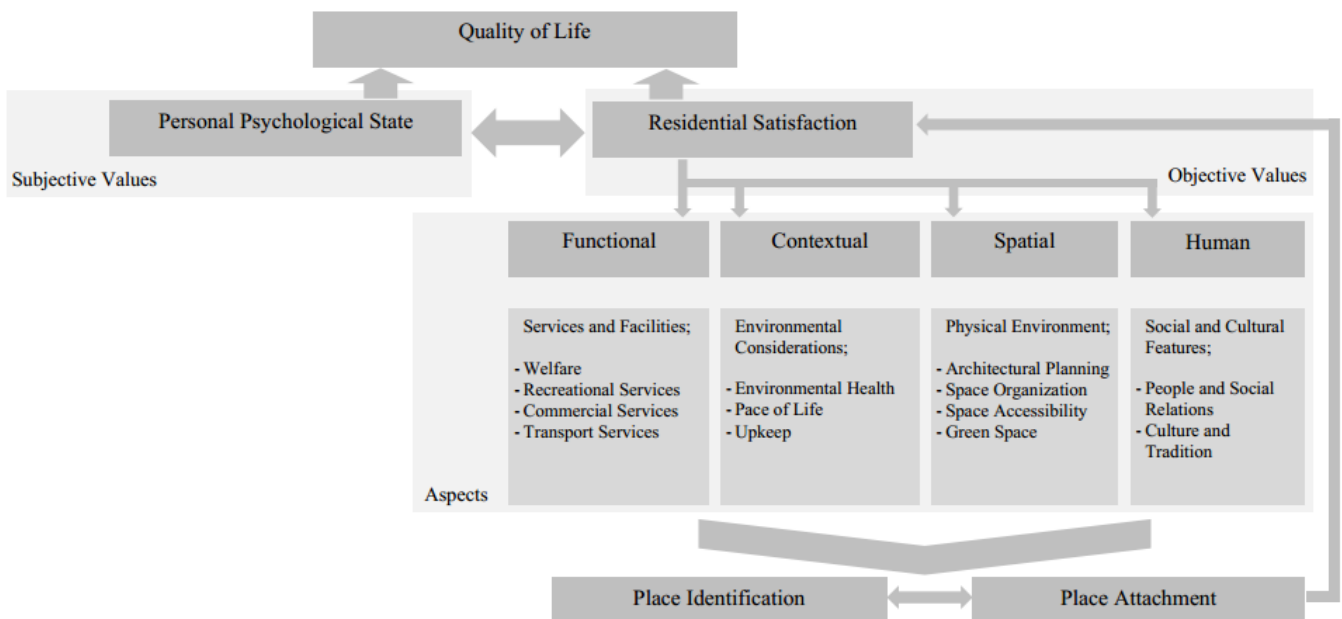 Quality of Life
Personal Psychological State
Residential Satisfaction
Subjective Values
Objective Values
Functional
Contextual
Spatial
Human
Services and Facilities;
- Welfare
- Recreational Services
- Commercial Services
- Transport Services
Environmental
Considerations;
- Environmental Health
- Pace of Life
- Upkeep
Physical Environment;
- Architectural Planning
- Space Organization
- Space Accessibility
- Green Space
Social and Cultural
Features;
- People and Social
Relations
- Culture and
Tradition
Aspects
Place Identification
Place Attachment